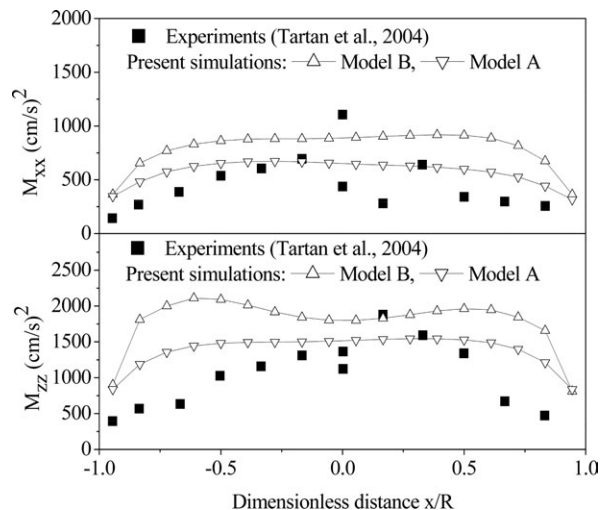 2000
Experiments (Tartan et al., 2004)
Present simulations: Model B, Model A
1500
1000
500
0
M_xx (cm/s)^2
Experiments (Tartan et al., 2004)
2500
Present simulations: Model B, Model A
2000
1500
1000
500
0
M_zz (cm/s)^2
-1.0 -0.5 0.0 0.5 1.0
Dimensionless distance x/R